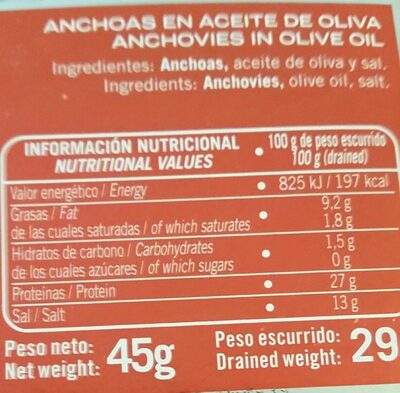 ANCHOAS EN ACEITE DE OLIVA
ANCHOVIES IN OLIVE OIL
Ingredientes: Anchoas, aceite de oliva y sal.
Ingredients: Anchovies, olive oil, salt.
INFORMACIÓN NUTRICIONAL • 100 g de peso escurrido
NUTRITIONAL VALUES 100 g (drained)
Valor energético / Energy • 825 kJ / 197 kcal
Grasas / Fat 9,2 g
de las cuales saturadas / of which saturates • 1,8 g
Hidratos de carbono / Carbohydrates 1,5 g
de los cuales azúcares / of which sugars • 0 g
Proteínas / Protein • 27 g
Sal / Salt • 13 g
Peso neto: 45g Peso escurrido: 29
Net weight: Drained weight: